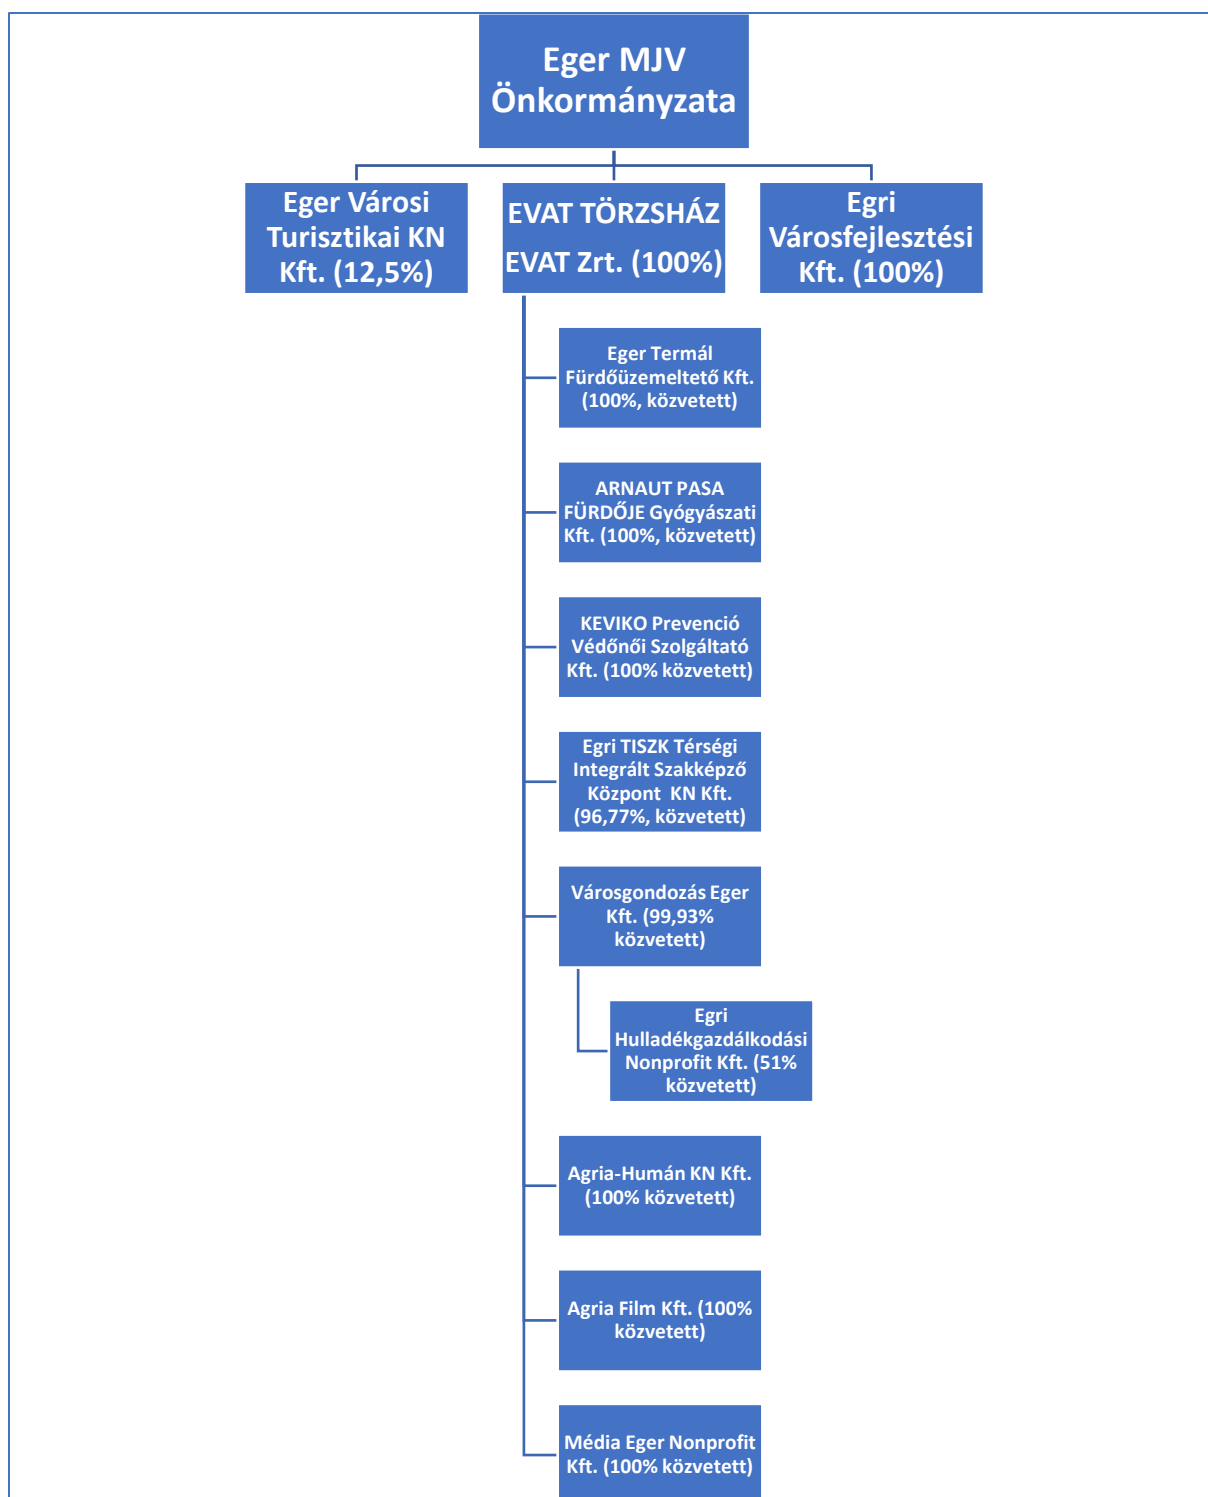 Eger MJV
Önkormányzata
Eger Városi
Turisztikai KN
Kft. (12,5%)
EVAT TÖRZSHÁZ
EVAT Zrt. (100%)
Egri
Városfejlesztési
Kft. (100%)
Eger Termál
Fürdőüzemeltető Kft.
(100%, közvetett)
ARNAUT PASA
FÜRDŐJE Gyógyászati
Kft. (100%, közvetett)
KEVIKO Prevenció
Védőnői Szolgáltató
Kft. (100% közvetett)
Egri TISZK Térségi
Integrált Szakképző
Központ  KN Kft.
(96,77%, közvetett)
Városgondozás Eger
Kft. (99,93%
közvetett)
Egri
Hulladékgazdálkodási
Nonprofit Kft. (51%
közvetett)
Agria-Humán KN Kft.
(100% közvetett)
Agria Film Kft. (100%
közvetett)
Média Eger Nonprofit
Kft. (100% közvetett)